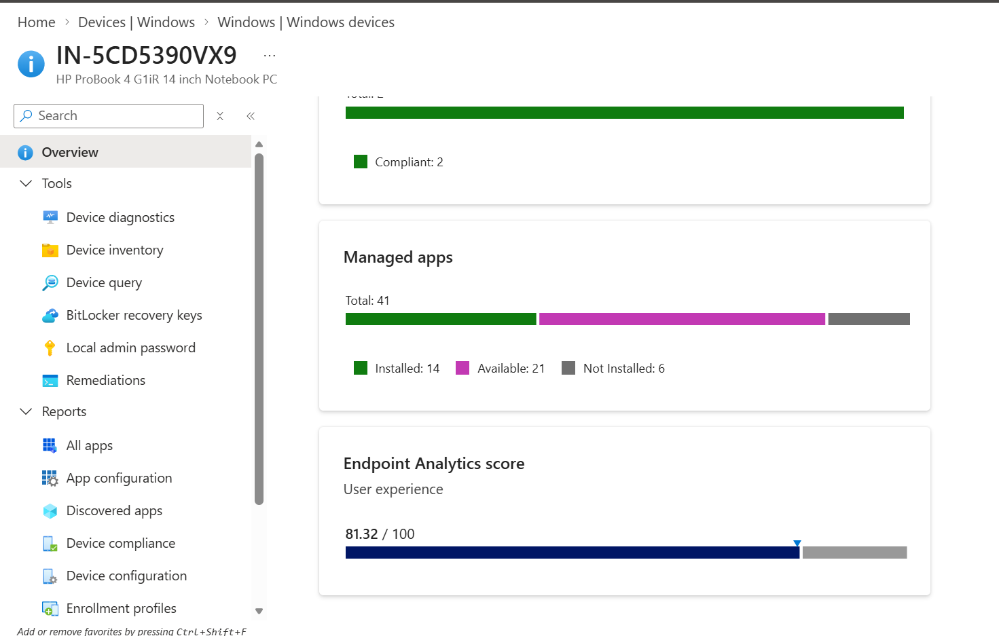 Home > Devices | Windows > Windows | Windows devices
IN-5CD5390VX9 ...
HP ProBook 4 G1iR 14 inch Notebook PC
Search
Overview
Tools
Device diagnostics
Device inventory
Device query
BitLocker recovery keys
Local admin password
Remediations
Reports
All apps
App configuration
Discovered apps
Device compliance
Device configuration
Enrollment profiles
Add or remove favorites by pressing Ctrl+Shift+F
Total: 2
Compliant: 2
Managed apps
Total: 41
Installed: 14 Available: 21 Not Installed: 6
Endpoint Analytics score
User experience
81.32 / 100